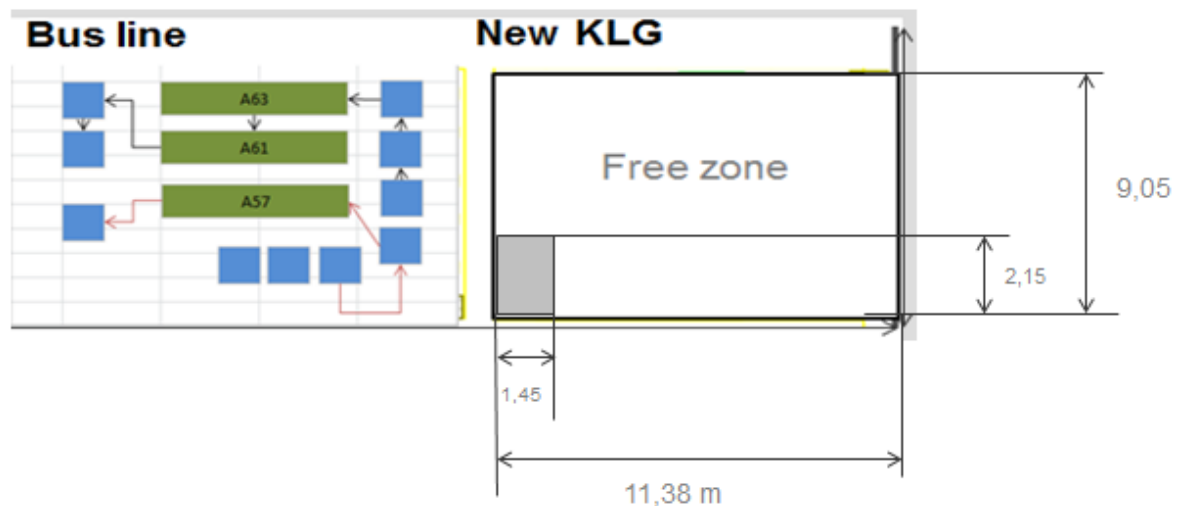 Bus line
New KLG
A63
A61
A57
Free zone
9,05
2,15
1,45
11,38 m